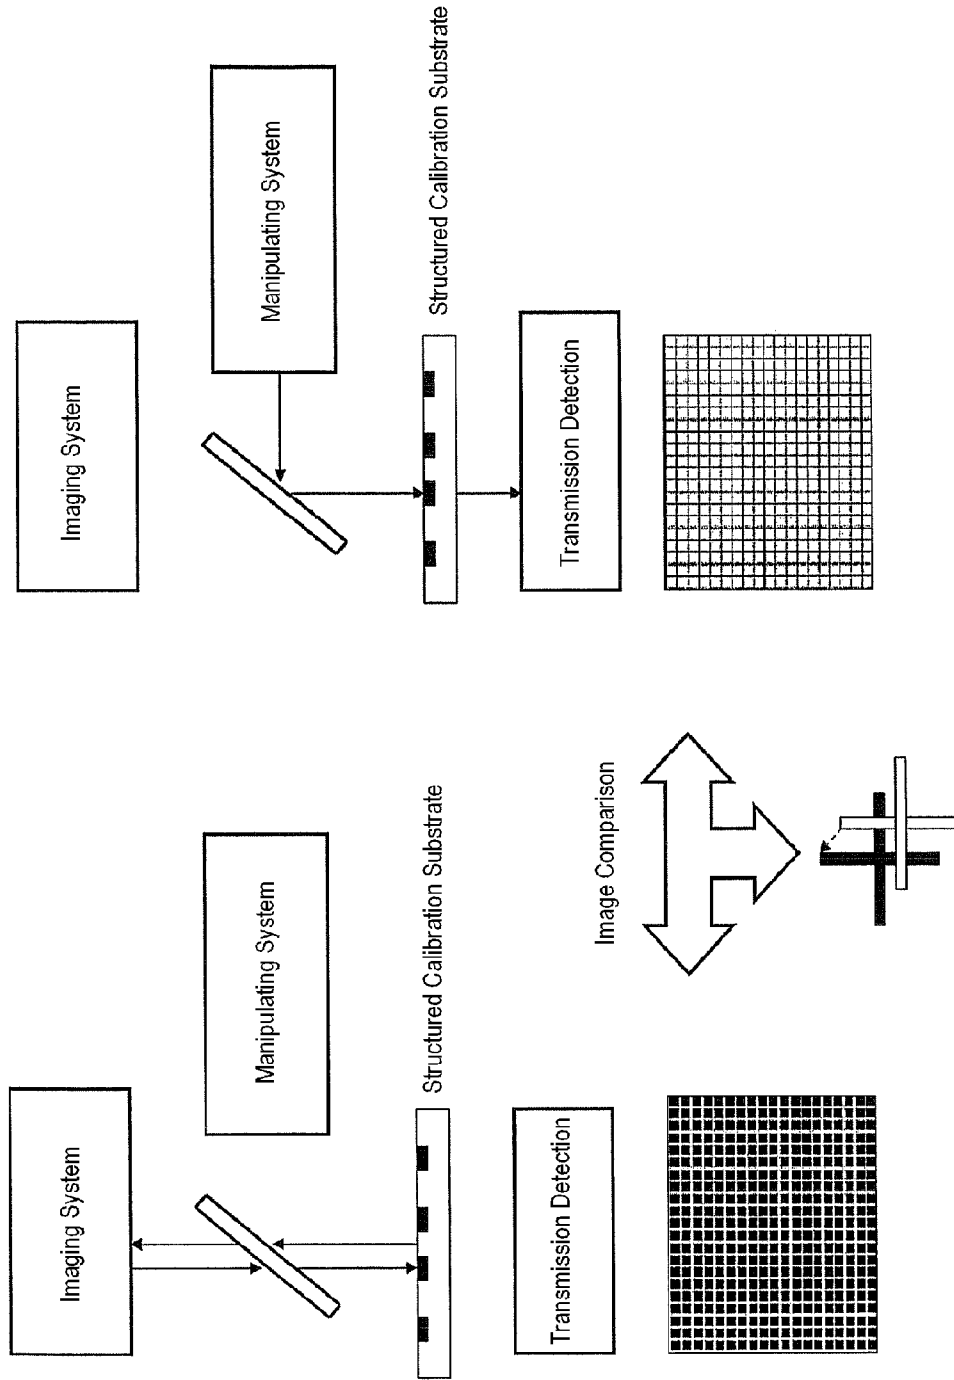 Imaging System
Manipulating System
Structured Calibration Substrate
Transmission Detection
Image Comparison
Imaging System
Manipulating System
Structured Calibration Substrate
Transmission Detection